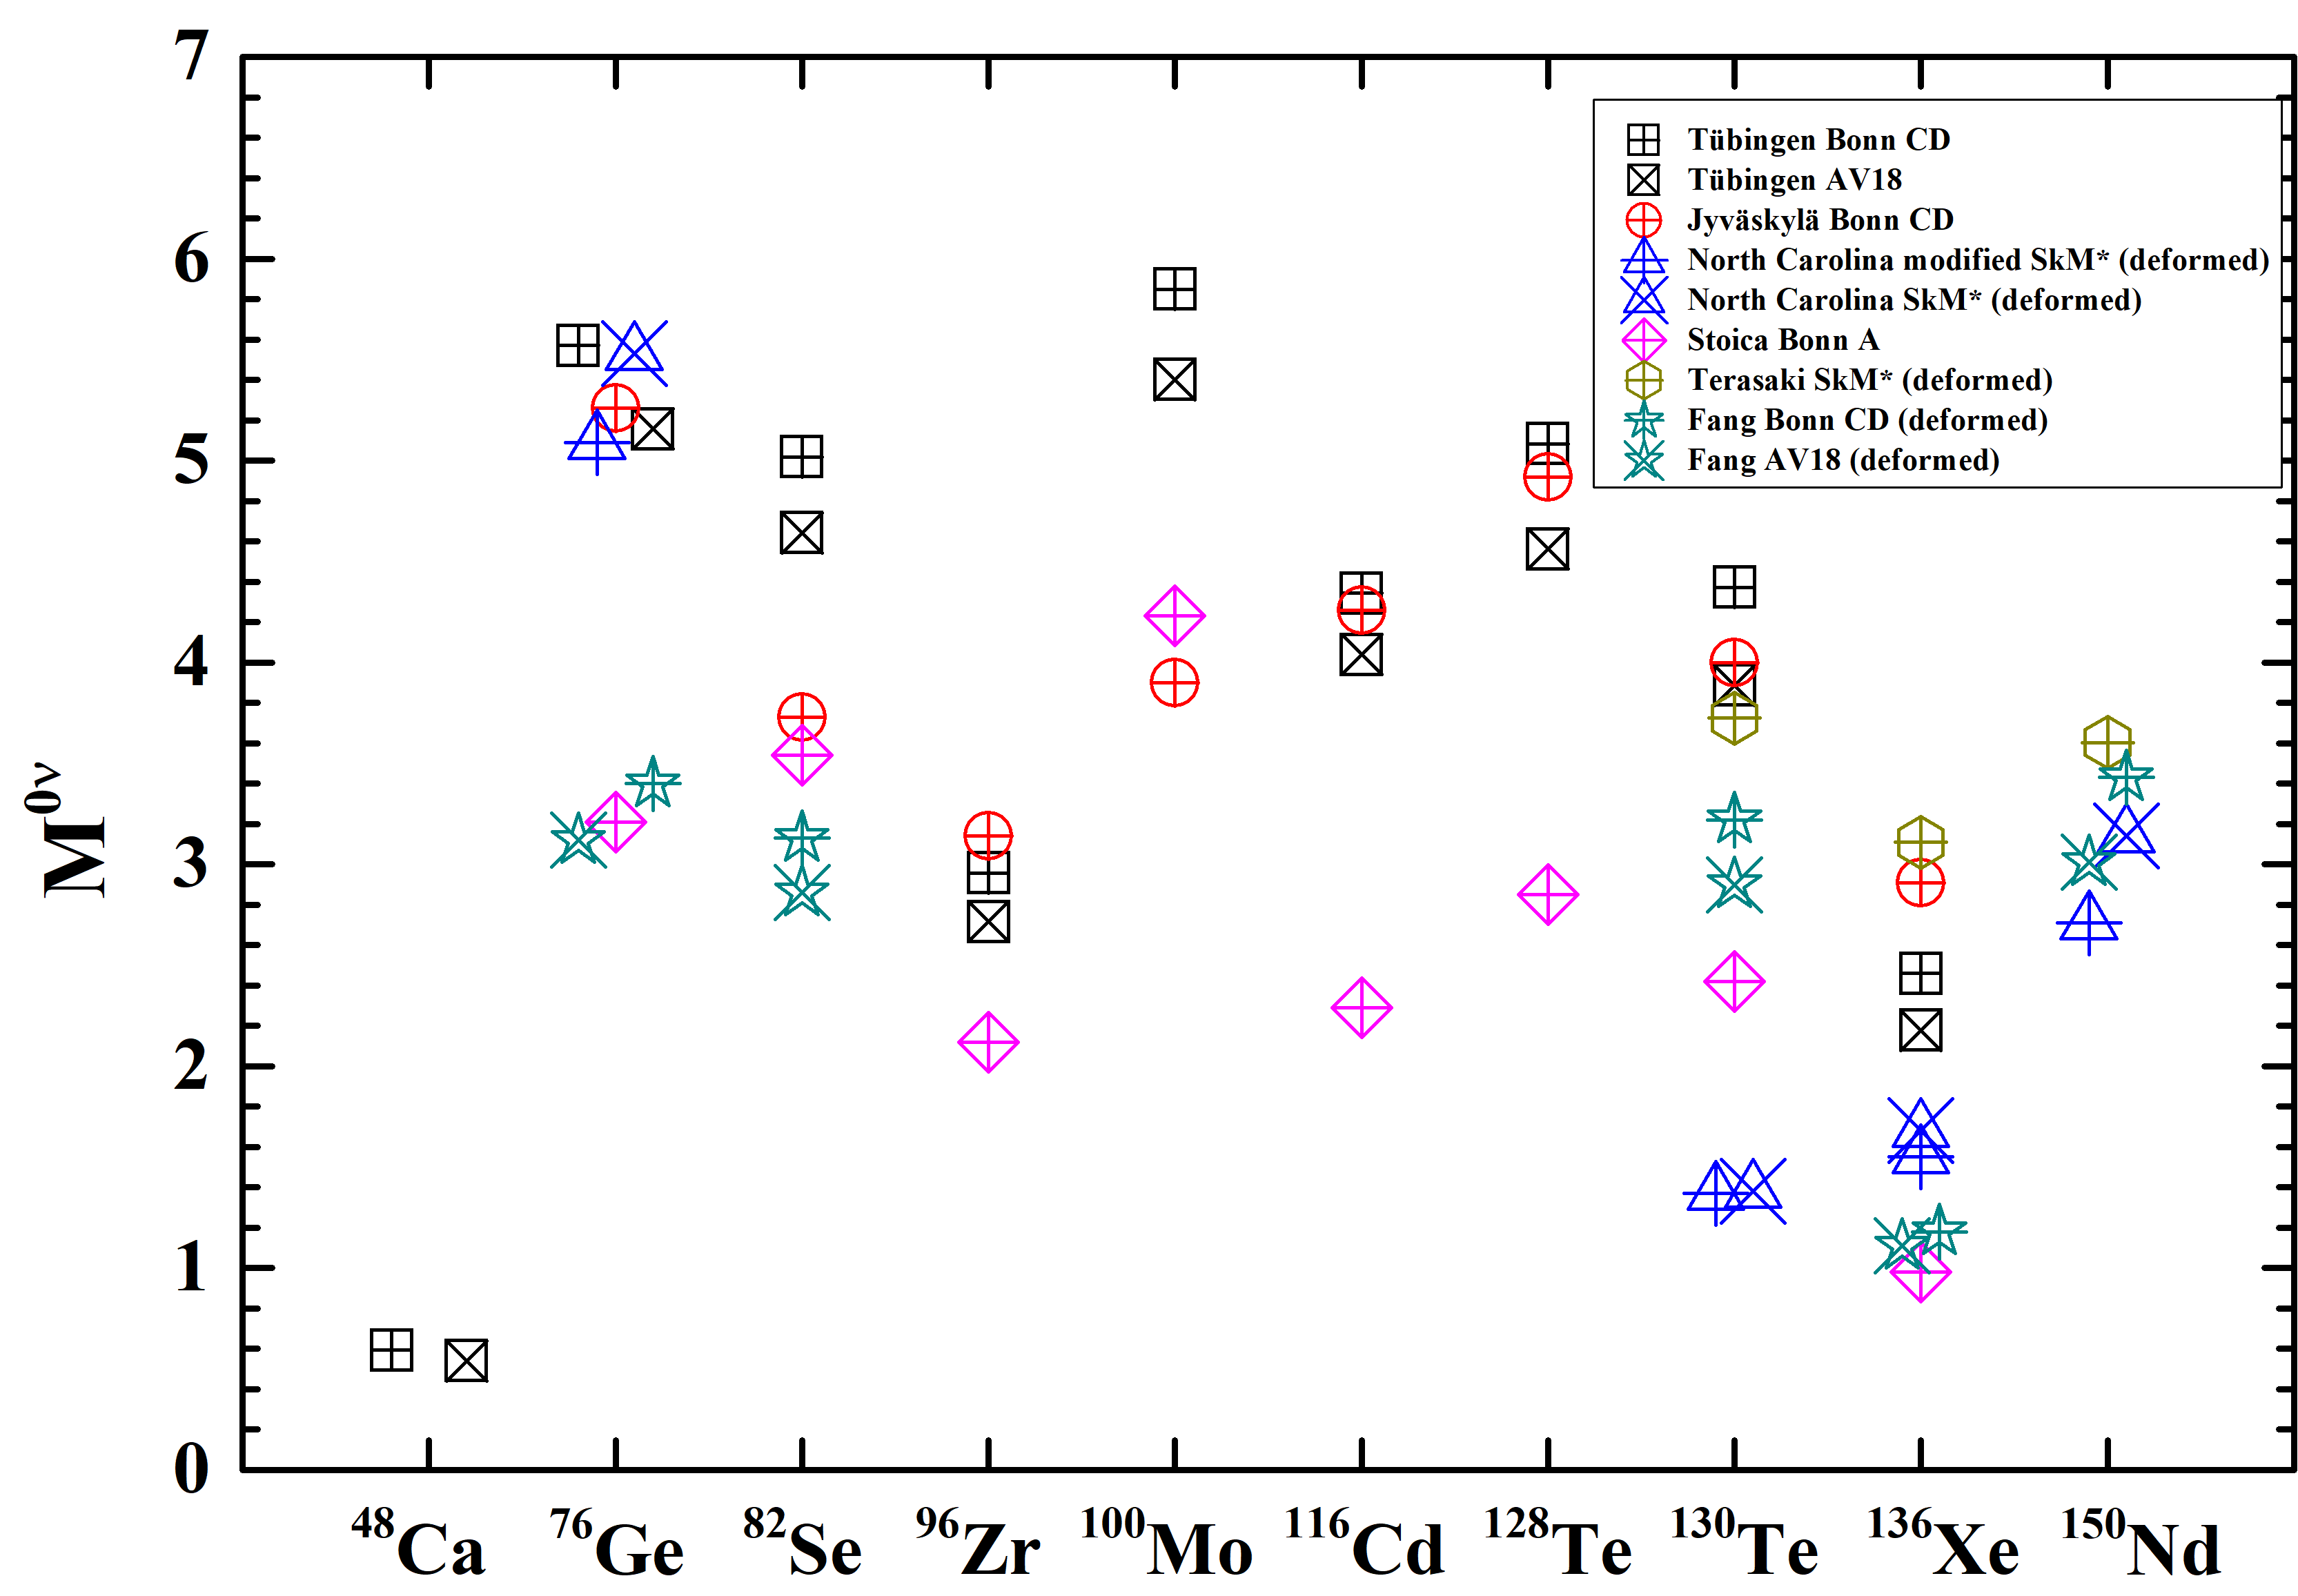 7
6
5
4
3
2
1
0
M⁰ᵛ
Tübingen Bonn CD
Tübingen AV18
Jyväskylä Bonn CD
North Carolina modified SkM* (deformed)
North Carolina SkM* (deformed)
Stoica Bonn A
Terasaki SkM* (deformed)
Fang Bonn CD (deformed)
Fang AV18 (deformed)
⁴⁸Ca ⁷⁶Ge ⁸²Se ⁹⁶Zr ¹⁰⁰Mo ¹¹⁶Cd ¹²⁸Te ¹³⁰Te ¹³⁶Xe ¹⁵⁰Nd